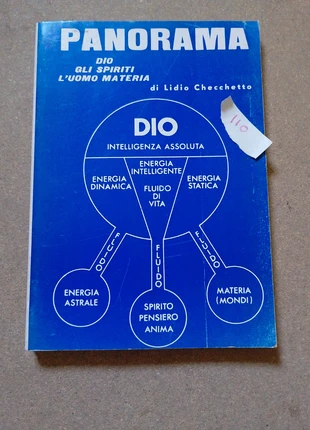 PANORAMA
DIO
GLI SPIRITI
L'UOMO MATERIA
di Lidio Checchetto
110
DIO
INTELLIGENZA ASSOLUTA
ENERGIA
INTELLIGENTE
ENERGIA
DINAMICA
FLUIDO
DI
VITA
ENERGIA
STATICA
FLUIDO
FLUIDO
FLUIDO
ENERGIA
ASTRALE
SPIRITO
PENSIERO
ANIMA
MATERIA
(MONDI)